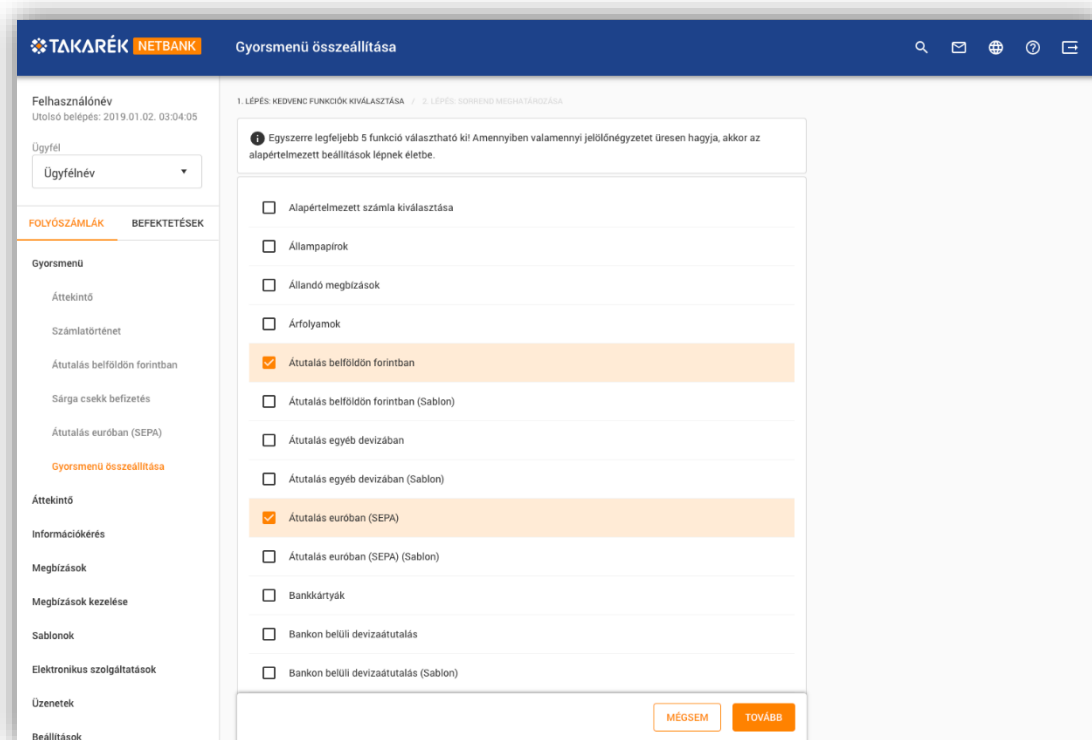 TAKARÉK NETBANK
Gyorsmenü összeállítása
Felhasználónév
Utolsó belépés: 2019.01.02. 03:04:05
Ügyfél
Ügyfélnév
FOLYÓSZÁMLÁK
BEFEKTETÉSEK
Gyorsmenü
Áttekintő
Számlatörténet
Átutalás belföldön forintban
Sárga csekk befizetés
Átutalás euróban (SEPA)
Gyorsmenü összeállítása
Áttekintő
Információkérés
Megbízások
Megbízások kezelése
Sablonok
Elektronikus szolgáltatások
Üzenetek
Beállítások
1. LÉPÉS: KEDVENC FUNKCIÓK KIVÁLASZTÁSA / 2. LÉPÉS: SORREND MEGHATÁROZÁSA
Egyszerre legfeljebb 5 funkció választható ki! Amennyiben valamennyi jelölőnégyzetet üresen hagyja, akkor az
alapértelmezett beállítások lépnek életbe.
Alapértelmezett számla kiválasztása
Állampapírok
Állandó megbízások
Árfolyamok
Átutalás belföldön forintban
Átutalás belföldön forintban (Sablon)
Átutalás egyéb devizában
Átutalás egyéb devizában (Sablon)
Átutalás euróban (SEPA)
Átutalás euróban (SEPA) (Sablon)
Bankkártyák
Bankon belüli devizaátutalás
Bankon belüli devizaátutalás (Sablon)
MÉGSEM
TOVÁBB